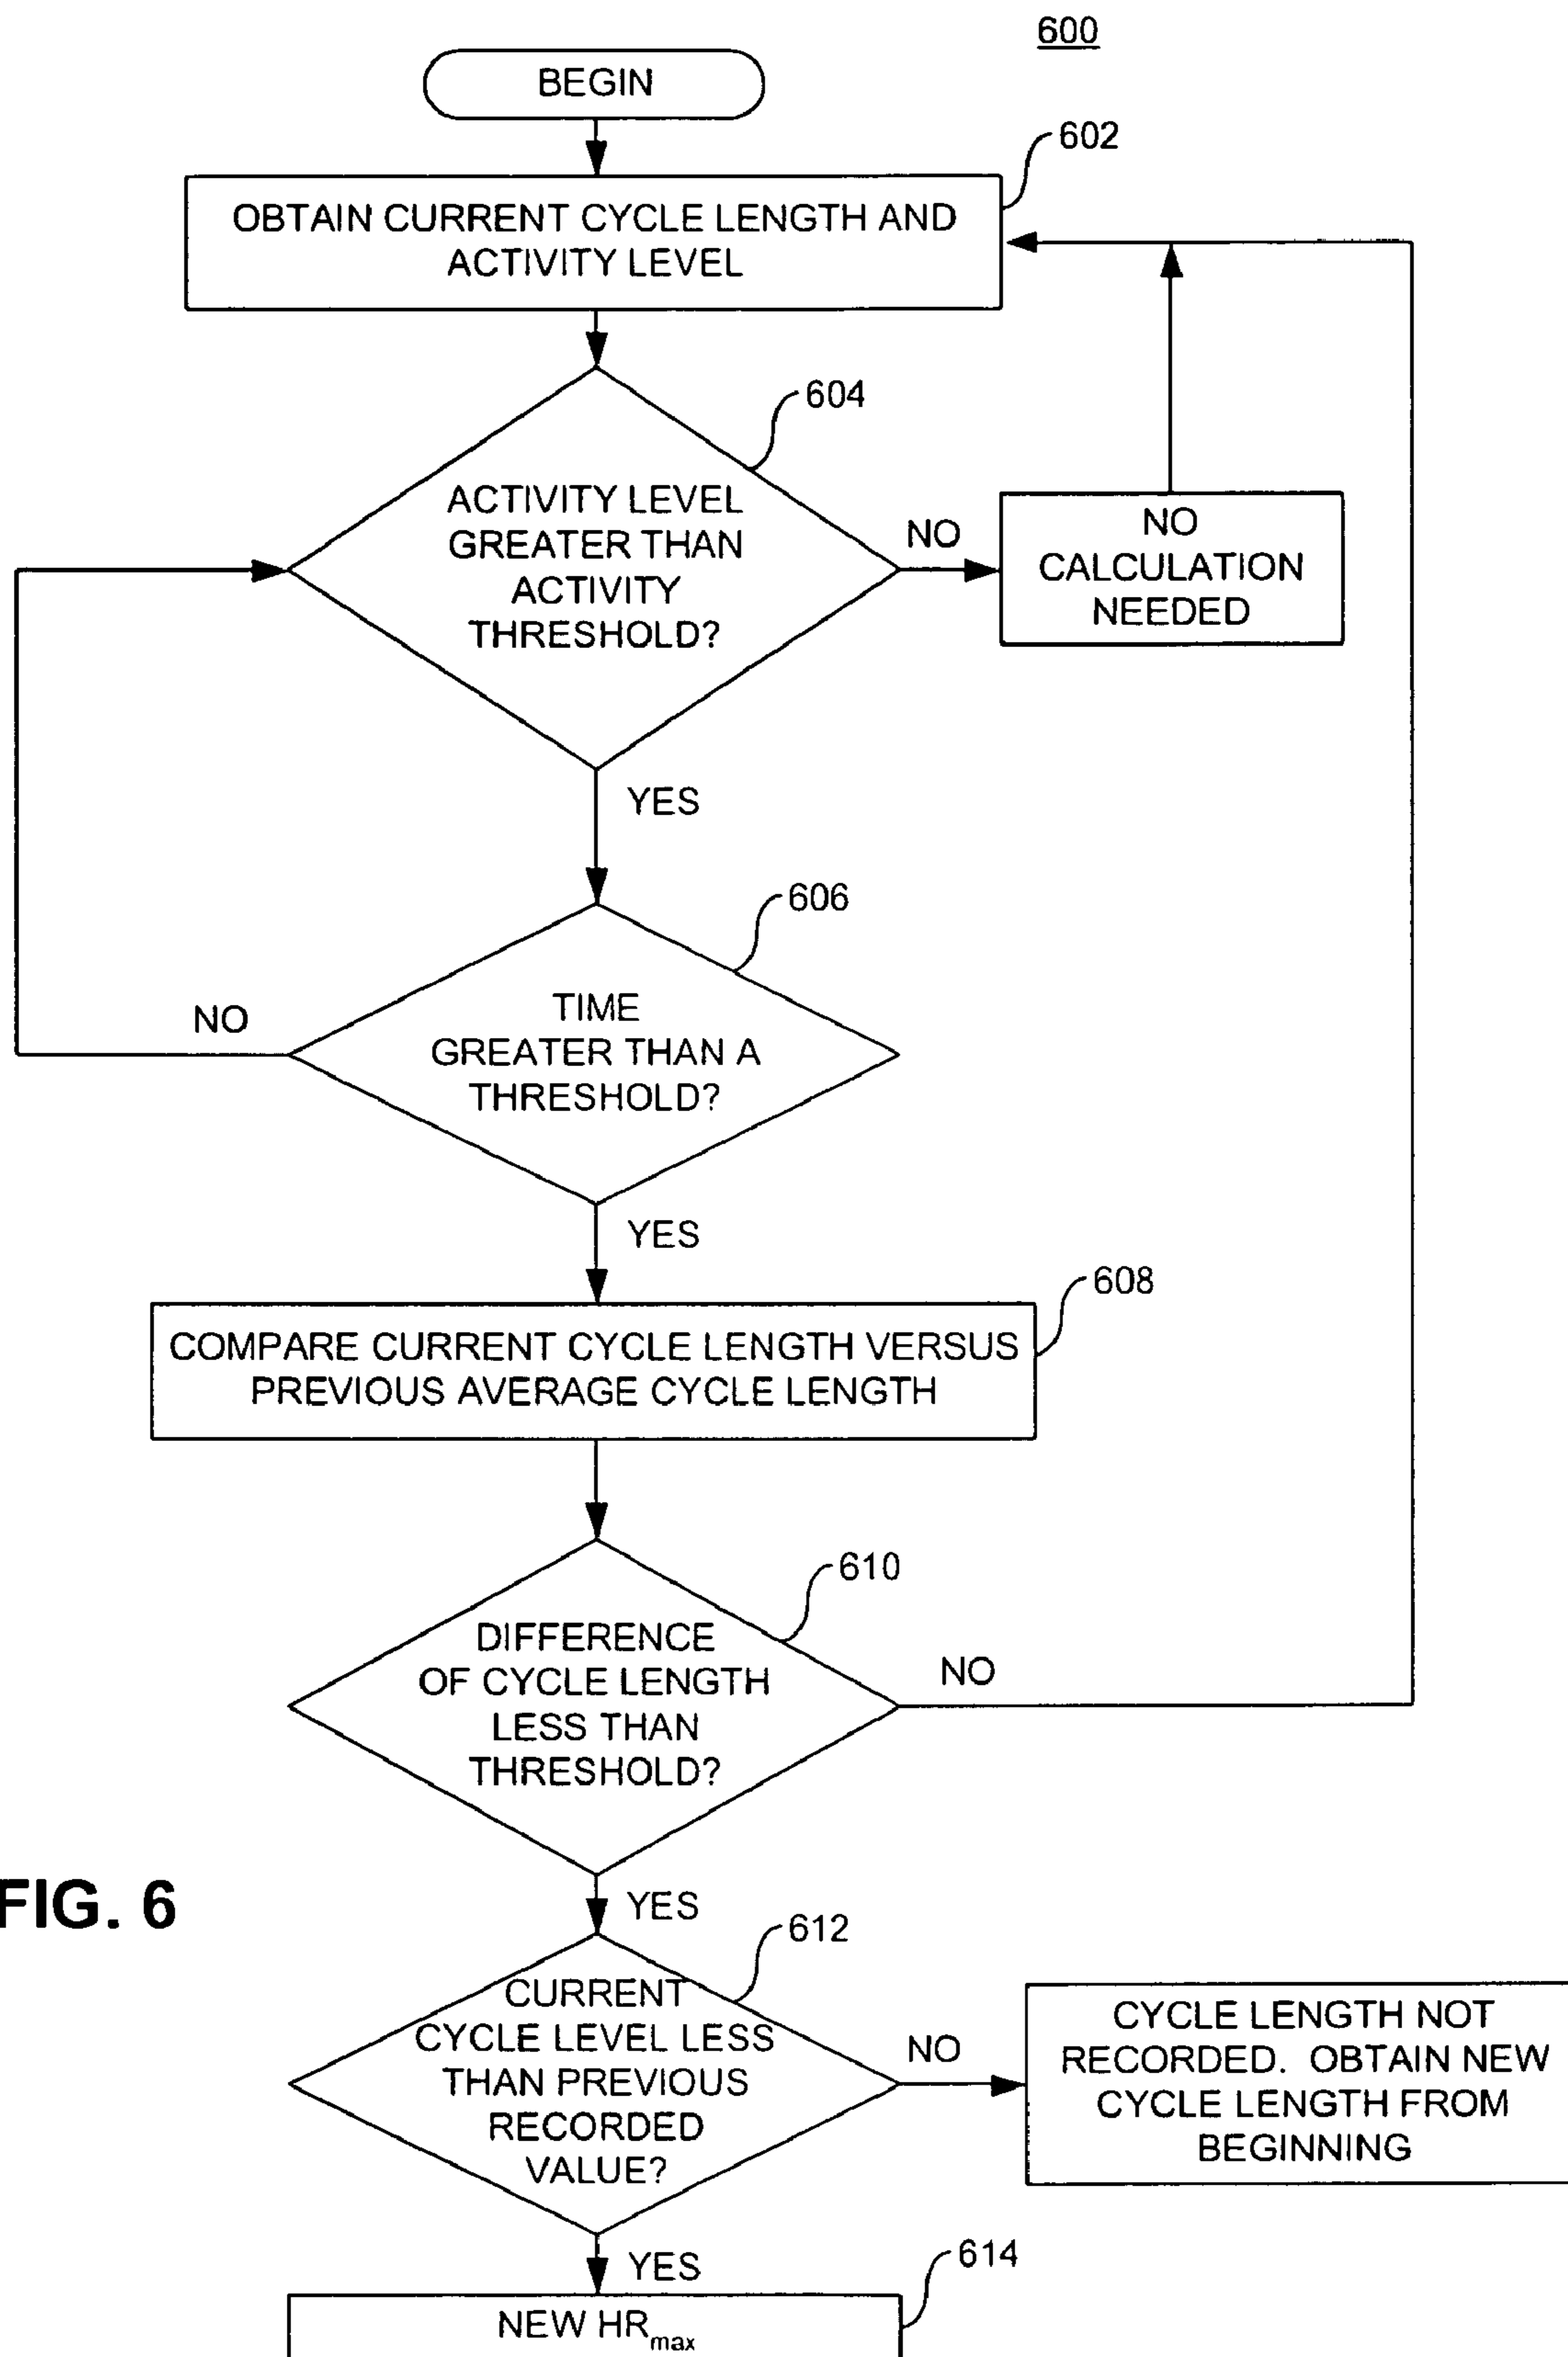 600
BEGIN
602
OBTAIN CURRENT CYCLE LENGTH AND
ACTIVITY LEVEL
604
ACTIVITY LEVEL
GREATER THAN
ACTIVITY
THRESHOLD?
NO
NO
CALCULATION
NEEDED
YES
606
TIME
GREATER THAN A
THRESHOLD?
NO
YES
608
COMPARE CURRENT CYCLE LENGTH VERSUS
PREVIOUS AVERAGE CYCLE LENGTH
610
DIFFERENCE
OF CYCLE LENGTH
LESS THAN
THRESHOLD?
NO
YES
FIG. 6
612
CURRENT
CYCLE LEVEL LESS
THAN PREVIOUS
RECORDED
VALUE?
NO
CYCLE LENGTH NOT
RECORDED. OBTAIN NEW
CYCLE LENGTH FROM
BEGINNING
YES
614
NEW HRmax